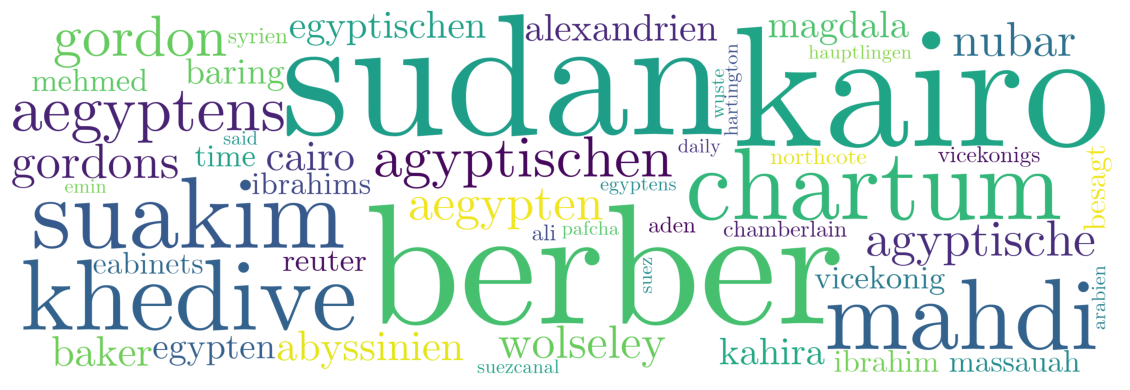 gordon
syrien
egyptischen
alexandrien
magdala
hauptlingen
nubar
mehmed
baring
sudan
wuste
hartington
kairo
aegyptens
said
gordons
time
cairo
agyptischen
daily
northcote
vicekonigs
emin
ibrahims
egyptens
chartum
besagt
suakim
aegypten
ali
pafcha
aden
chamberlain
agyptische
eabinets
reuter
berber
suez
vicekonig
khedive
mahdi
arabien
baker
egypten
abyssinien
wolseley
suezcanal
kahira
ibrahim
massauah